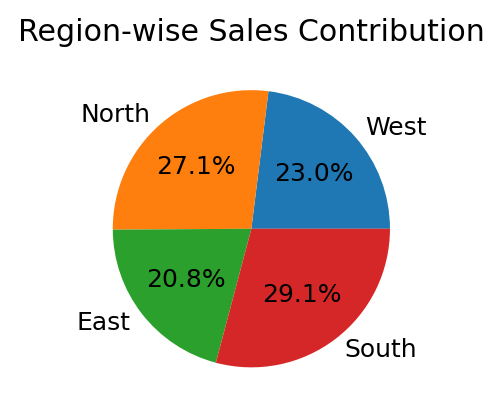 Region-wise Sales Contribution
North
West
27.1%
23.0%
20.8%
29.1%
East
South